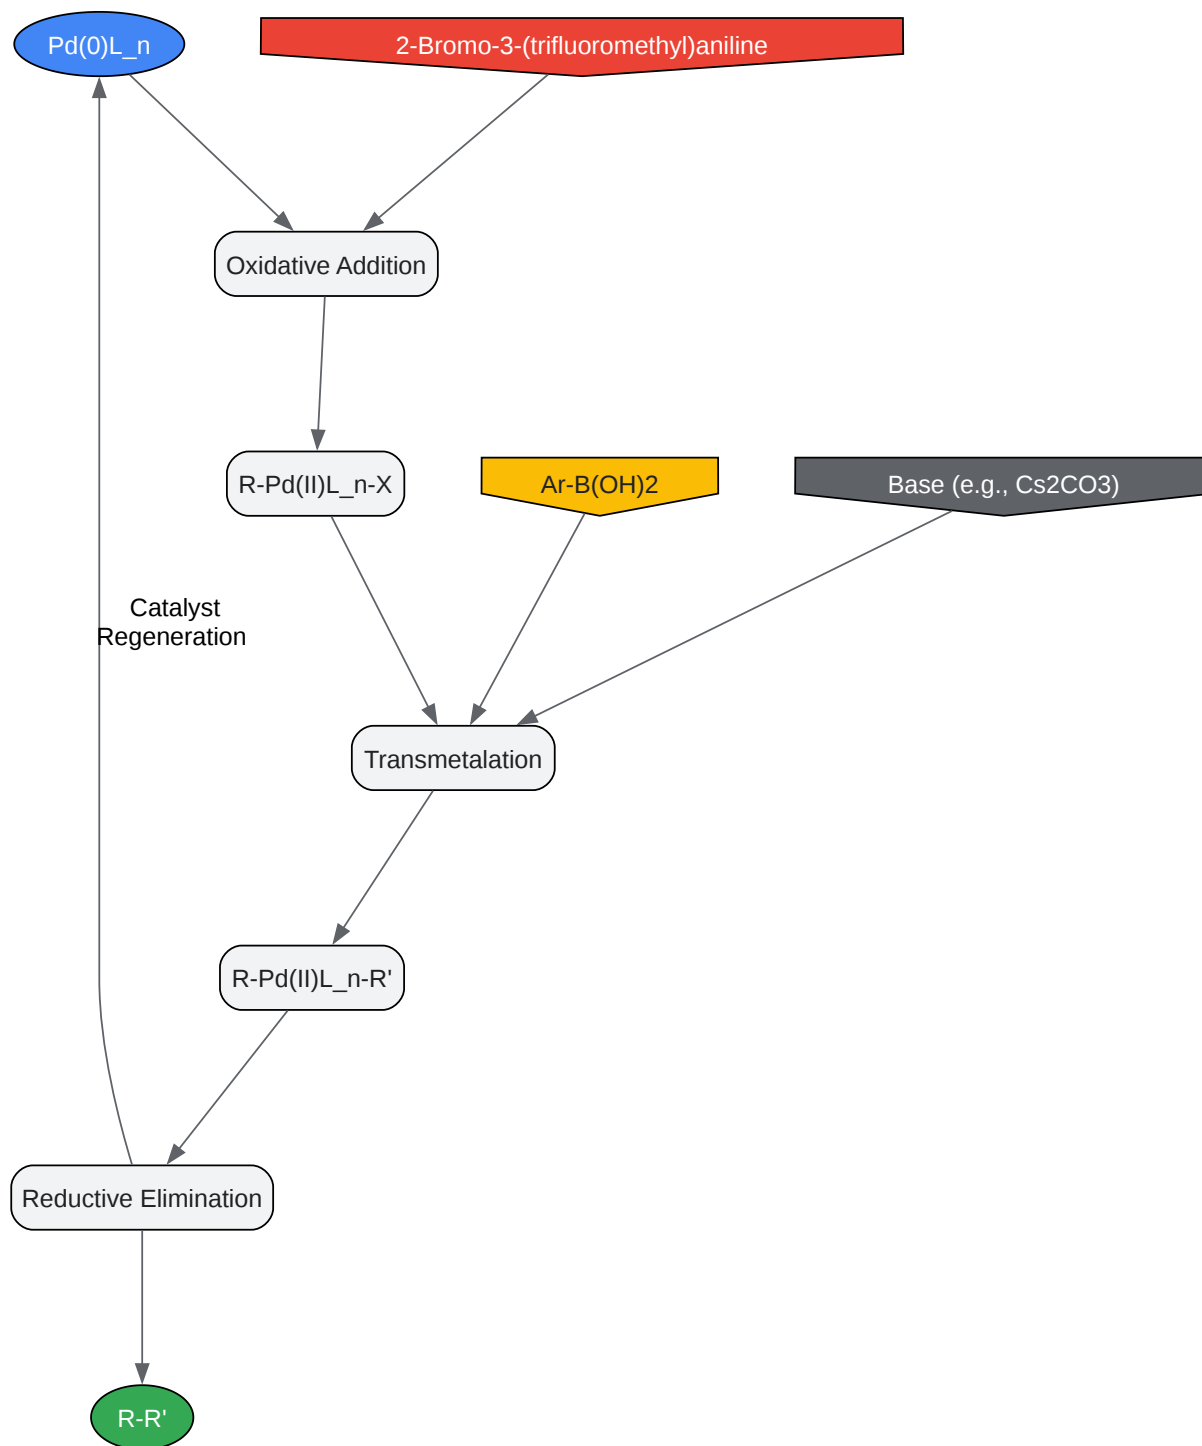 Pd(0)L_n
2-Bromo-3-(trifluoromethyl)aniline
Oxidative Addition
R-Pd(II)L_n-X
Ar-B(OH)2
Base (e.g., Cs2CO3)
Catalyst
Regeneration
Transmetalation
R-Pd(II)L_n-R'
Reductive Elimination
R-R'